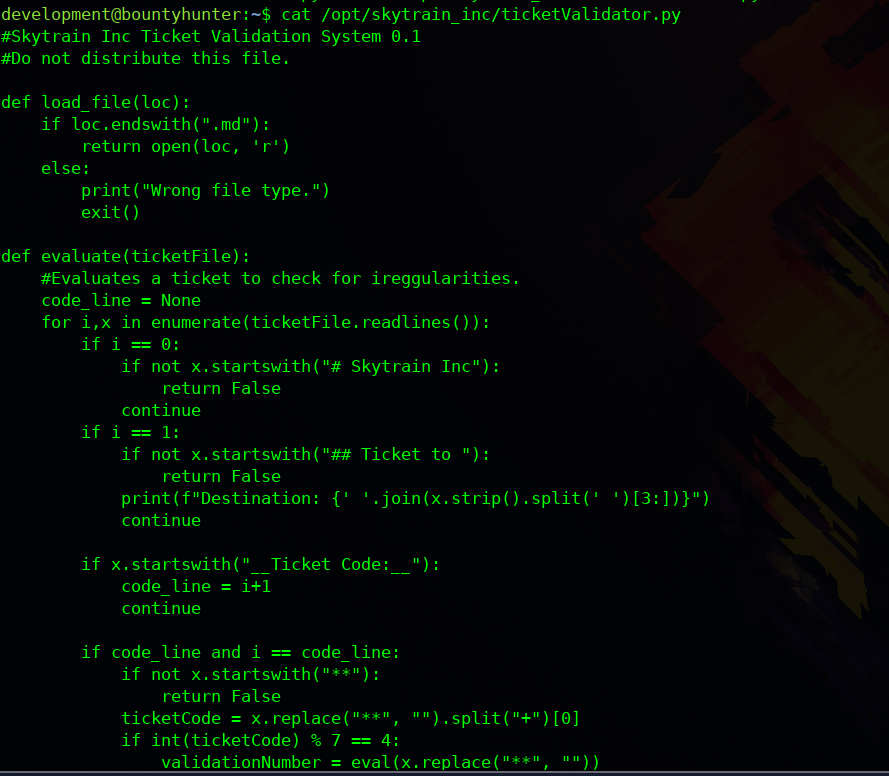 development@bountyhunter:~$ cat /opt/skytrain_inc/ticketValidator.py
#Skytrain Inc Ticket Validation System 0.1
#Do not distribute this file.

def load_file(loc):
    if loc.endswith(".md"):
        return open(loc, 'r')
    else:
        print("Wrong file type.")
        exit()

def evaluate(ticketFile):
    #Evaluates a ticket to check for ireggularities.
    code_line = None
    for i,x in enumerate(ticketFile.readlines()):
        if i == 0:
            if not x.startswith("# Skytrain Inc"):
                return False
            continue
        if i == 1:
            if not x.startswith("## Ticket to "):
                return False
            print(f"Destination: {' '.join(x.strip().split(' ')[3:])}")
            continue

        if x.startswith("__Ticket Code:__"):
            code_line = i+1
            continue

        if code_line and i == code_line:
            if not x.startswith("**"):
                return False
            ticketCode = x.replace("**", "").split("+")[0]
            if int(ticketCode) % 7 == 4:
                validationNumber = eval(x.replace("**", ""))